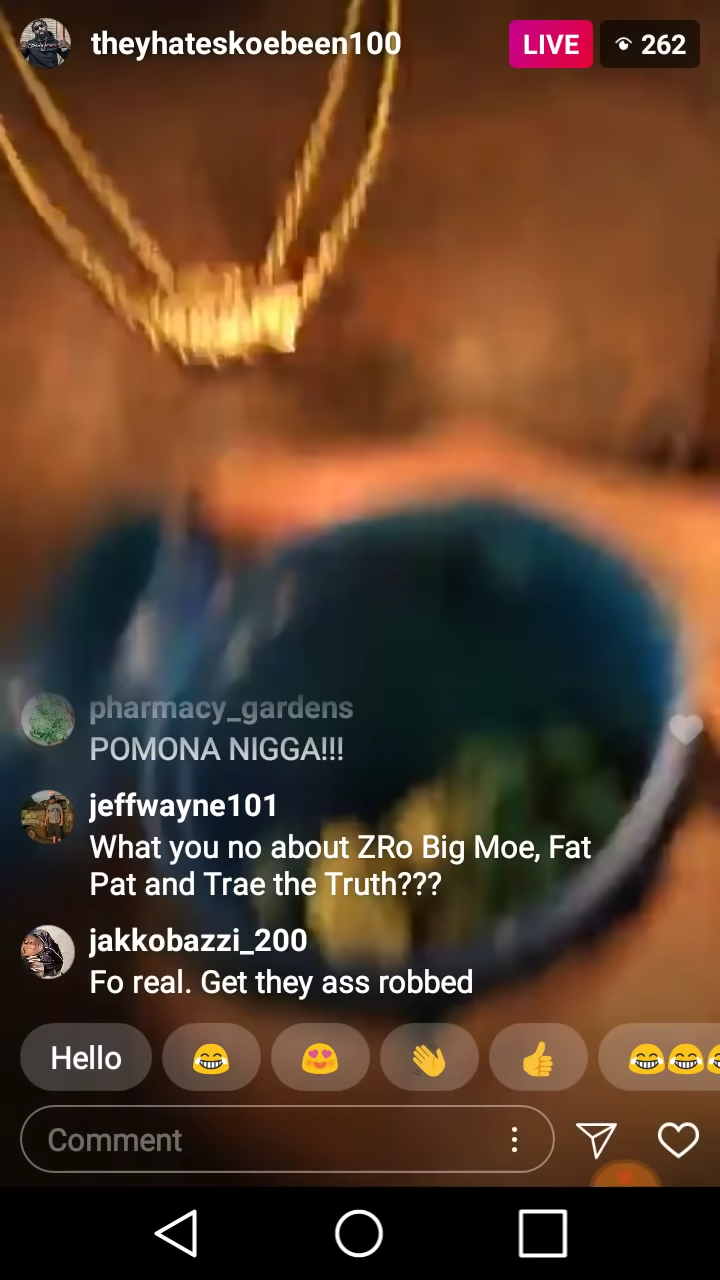 theyhateskoebeen100
LIVE
262
pharmacy_gardens
POMONA NIGGA!!!
jeffwayne101
What you no about ZRo Big Moe, Fat
Pat and Trae the Truth???
jakkobazzi_200
Fo real. Get they ass robbed
Hello
Comment